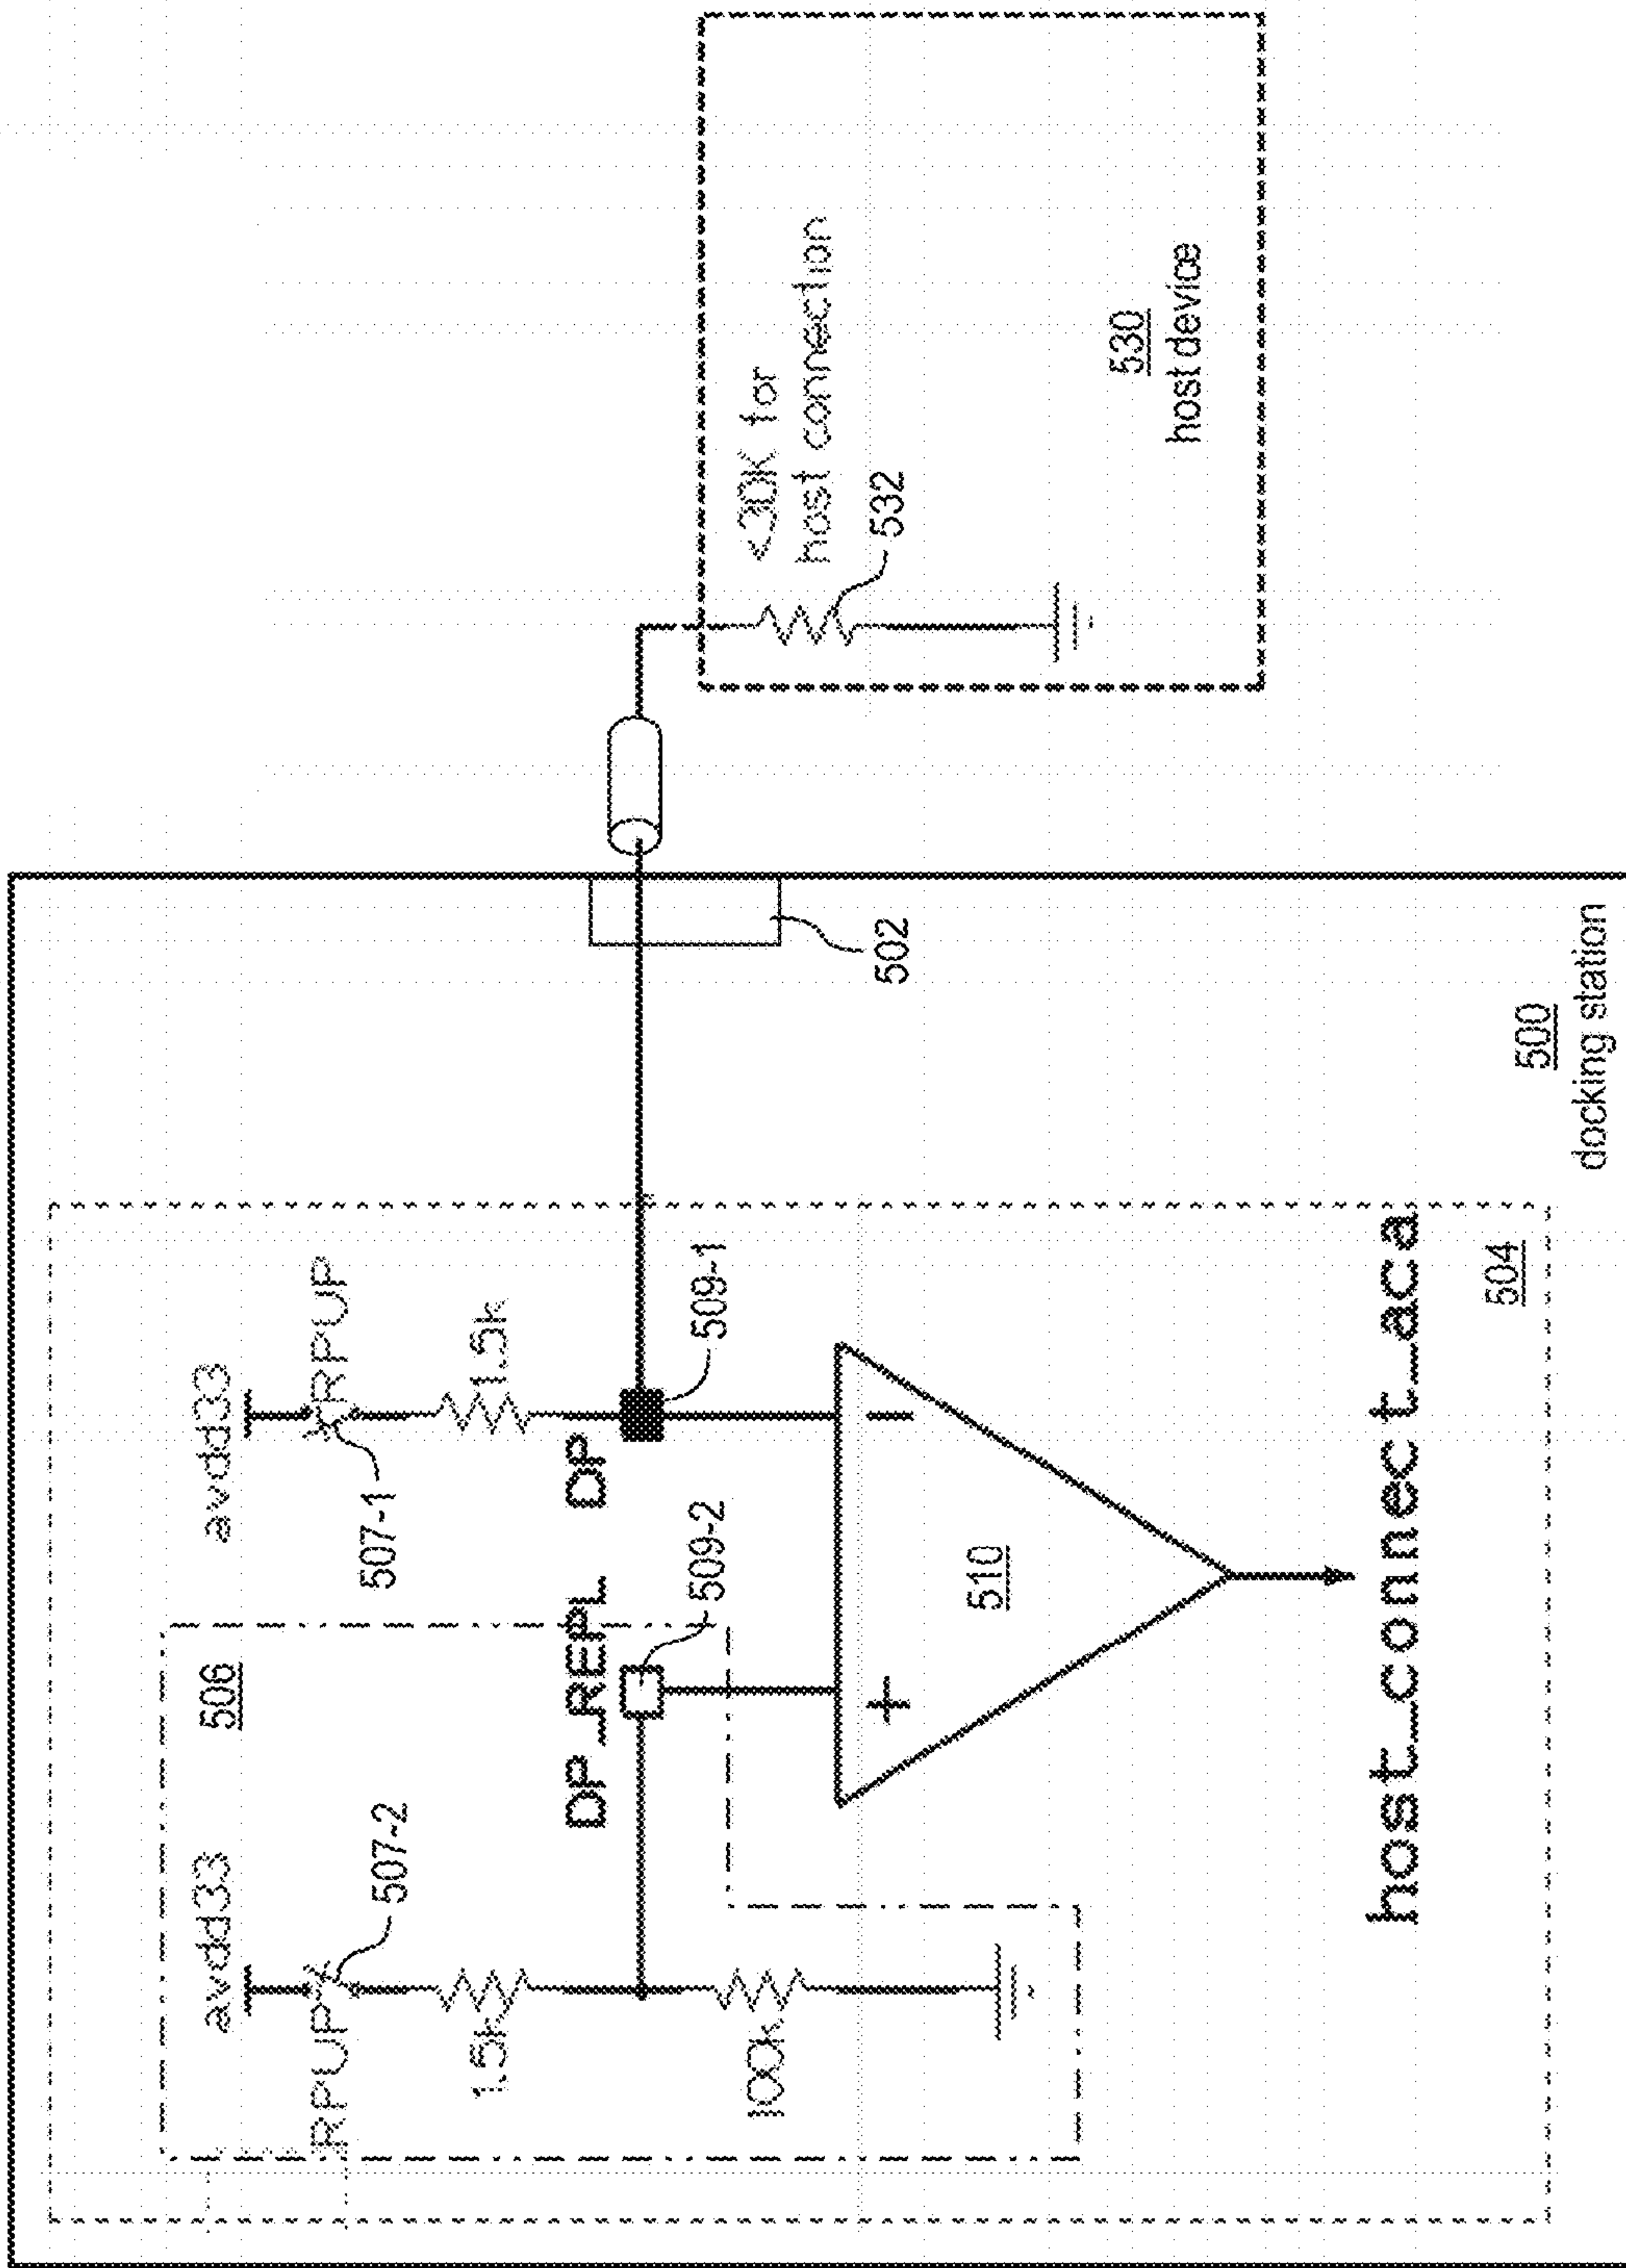 avdd33
RPUP
507-2
1.5k
100k
506
DP_REPL
509-2
avdd33
RPUP
507-1
1.5k
DP
509-1
+
−
510
host_connect_aca
504
502
500
docking station
<30K for
host connection
532
530
host device